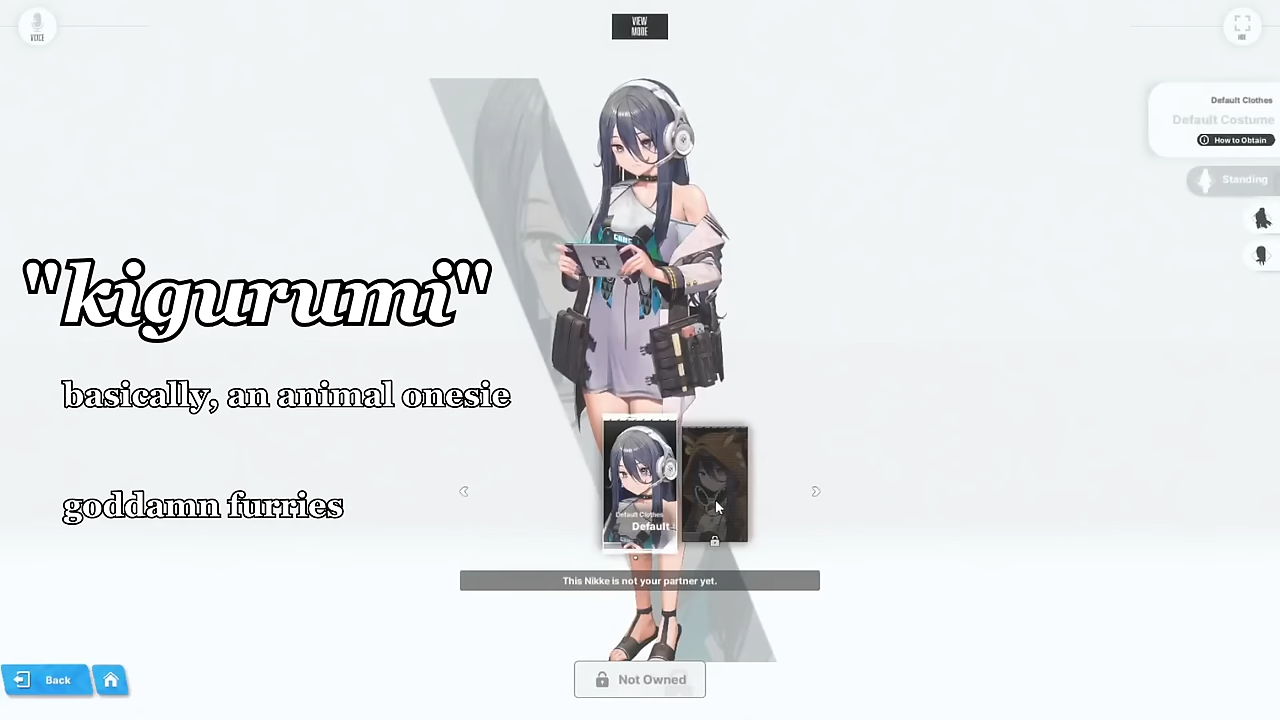 VOICE
VIEW
MODE
Default Clothes
Default Costume
How to Obtain
Standing
"kigurumi"
basically, an animal onesie
goddamn furries
Default Clothes
Default
This Nikke is not your partner yet.
Back
Not Owned